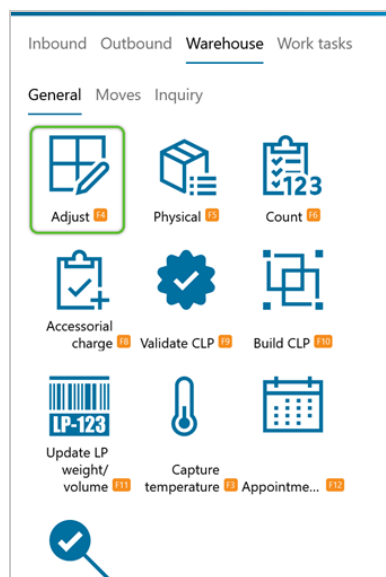 Inbound Outbound Warehouse Work tasks
General Moves Inquiry
123
Adjust F4 Physical F5 Count F6
Accessorial
charge F8 Validate CLP F9 Build CLP F10
LP-123
Update LP
weight/ Capture
volume F11 temperature F3 Appointme... F12